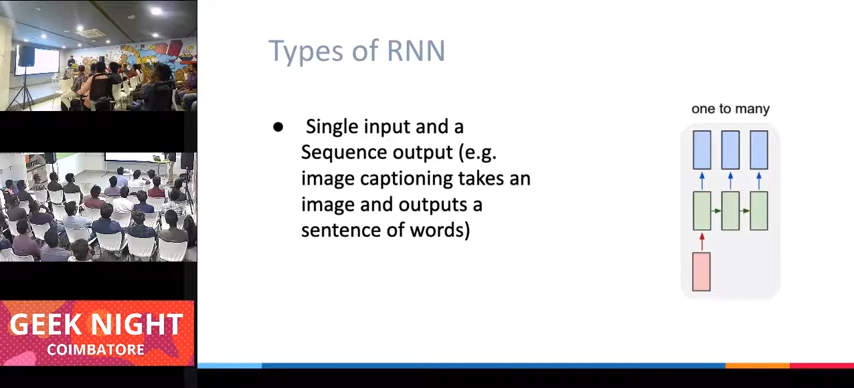 Types of RNN
● Single input and a
Sequence output (e.g.
image captioning takes an
image and outputs a
sentence of words)
one to many
GEEK NIGHT
COIMBATORE